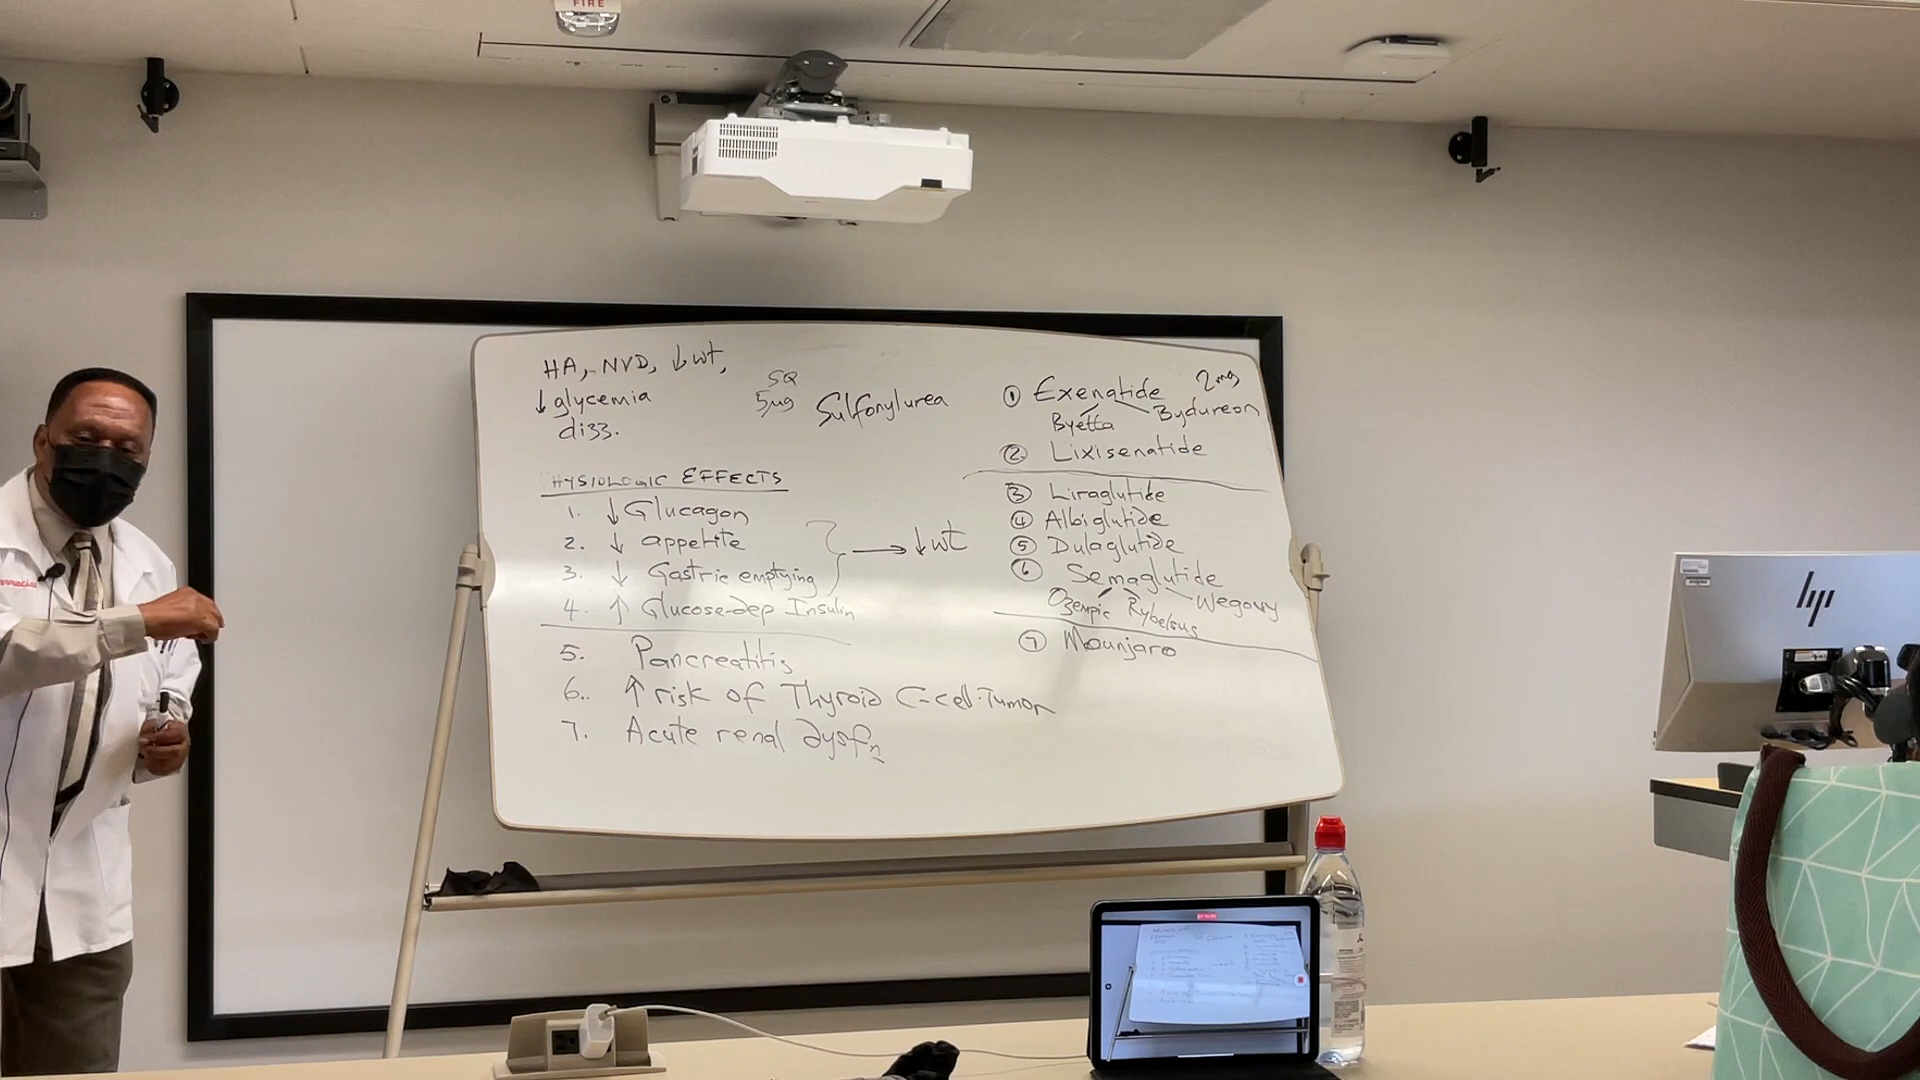 FIRE
HA, NVD, ↓wt,
↓glycemia
dizz.
SQ
5µg
Sulfonylurea
HYSIOLOGIC EFFECTS
1. ↓Glucagon
2. ↓ appetite
3. ↓ Gastric emptying
4. ↑ Glucose-dep Insulin
→ ↓wt
5. Pancreatitis
6. ↑ risk of Thyroid C-cell-Tumor
7. Acute renal dysfn
① Exenatide 2mg
Byetta Bydureon
② Lixisenatide
③ Liraglutide
④ Albiglutide
⑤ Dulaglutide
⑥ Semaglutide
Ozempic Rybelsus Wegovy
⑦ Mounjaro
hp